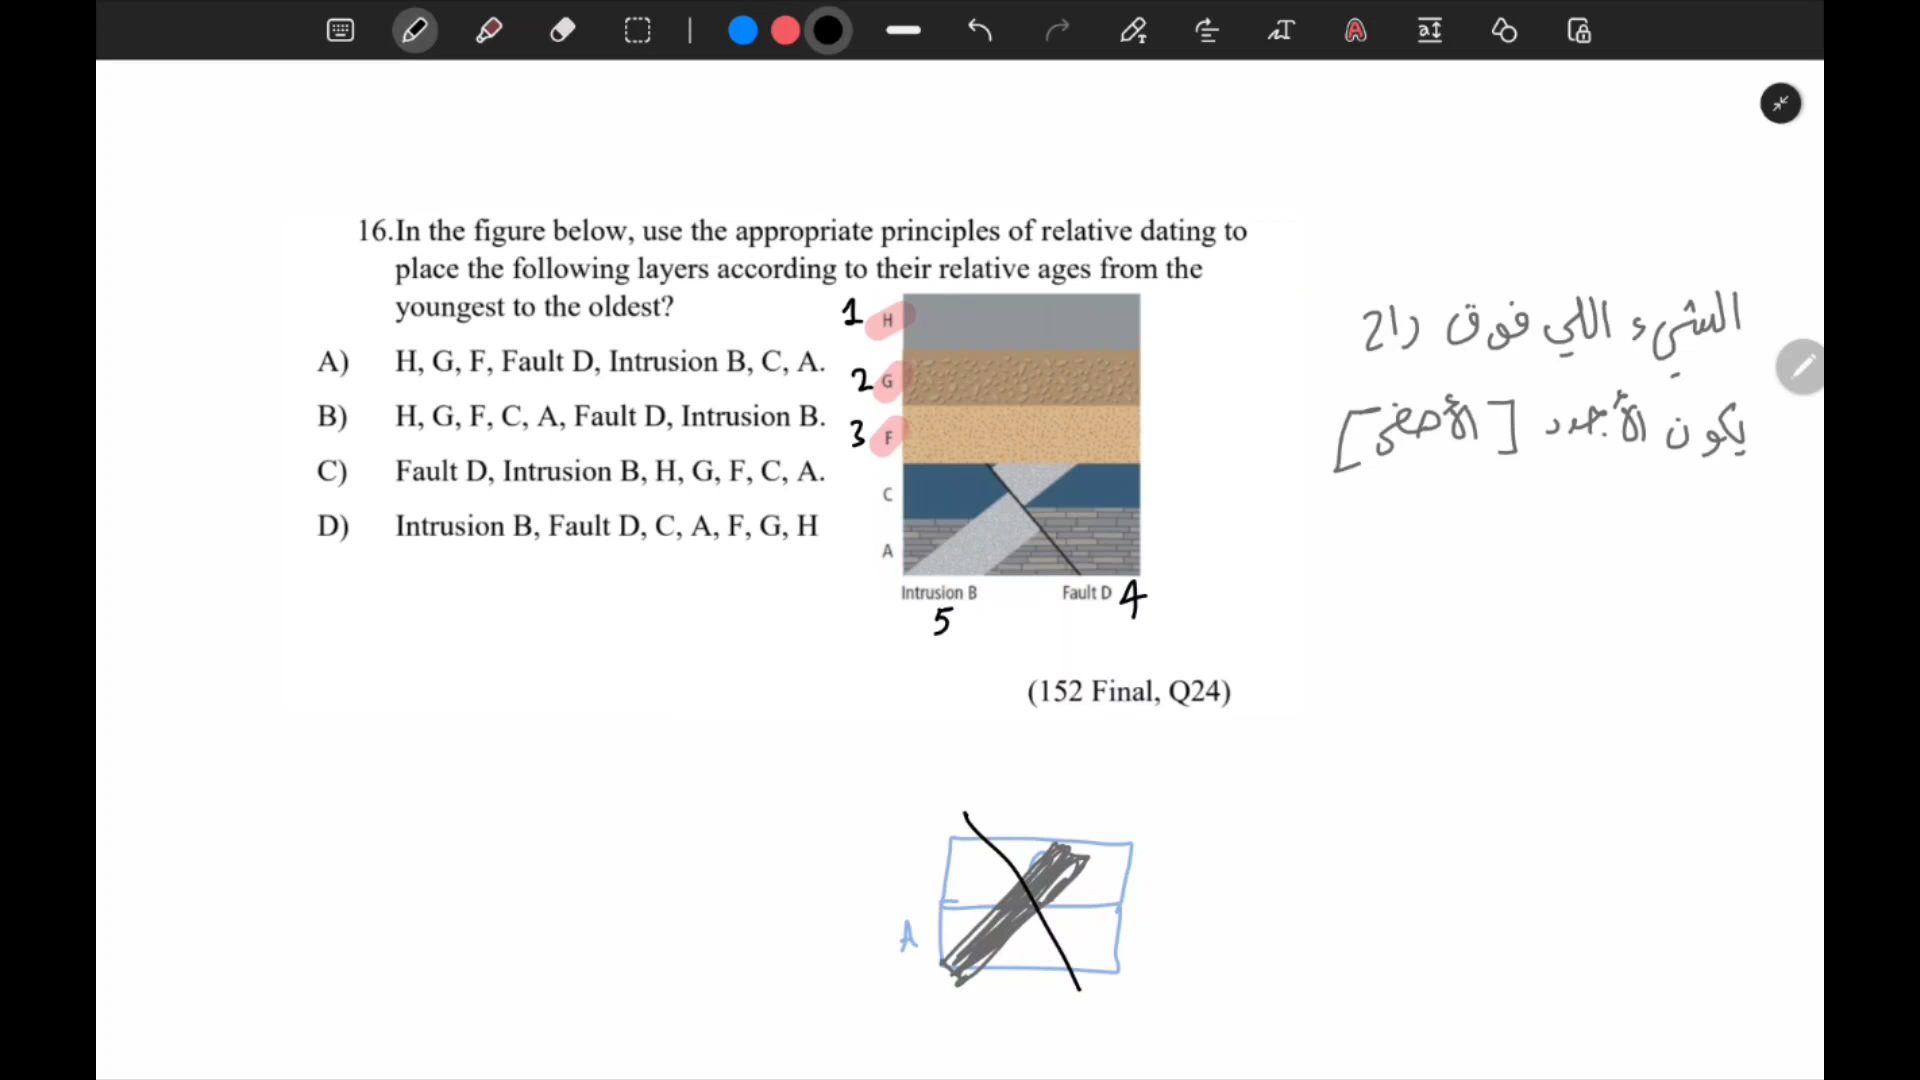 16.In the figure below, use the appropriate principles of relative dating to
place the following layers according to their relative ages from the
youngest to the oldest?
A) H, G, F, Fault D, Intrusion B, C, A.
B) H, G, F, C, A, Fault D, Intrusion B.
C) Fault D, Intrusion B, H, G, F, C, A.
D) Intrusion B, Fault D, C, A, F, G, H
1 H
2 G
3 F
C
A
Intrusion B Fault D 4
5
(152 Final, Q24)
الشيء اللي فوق راح
يكون الأجدد [الأصغر]
A